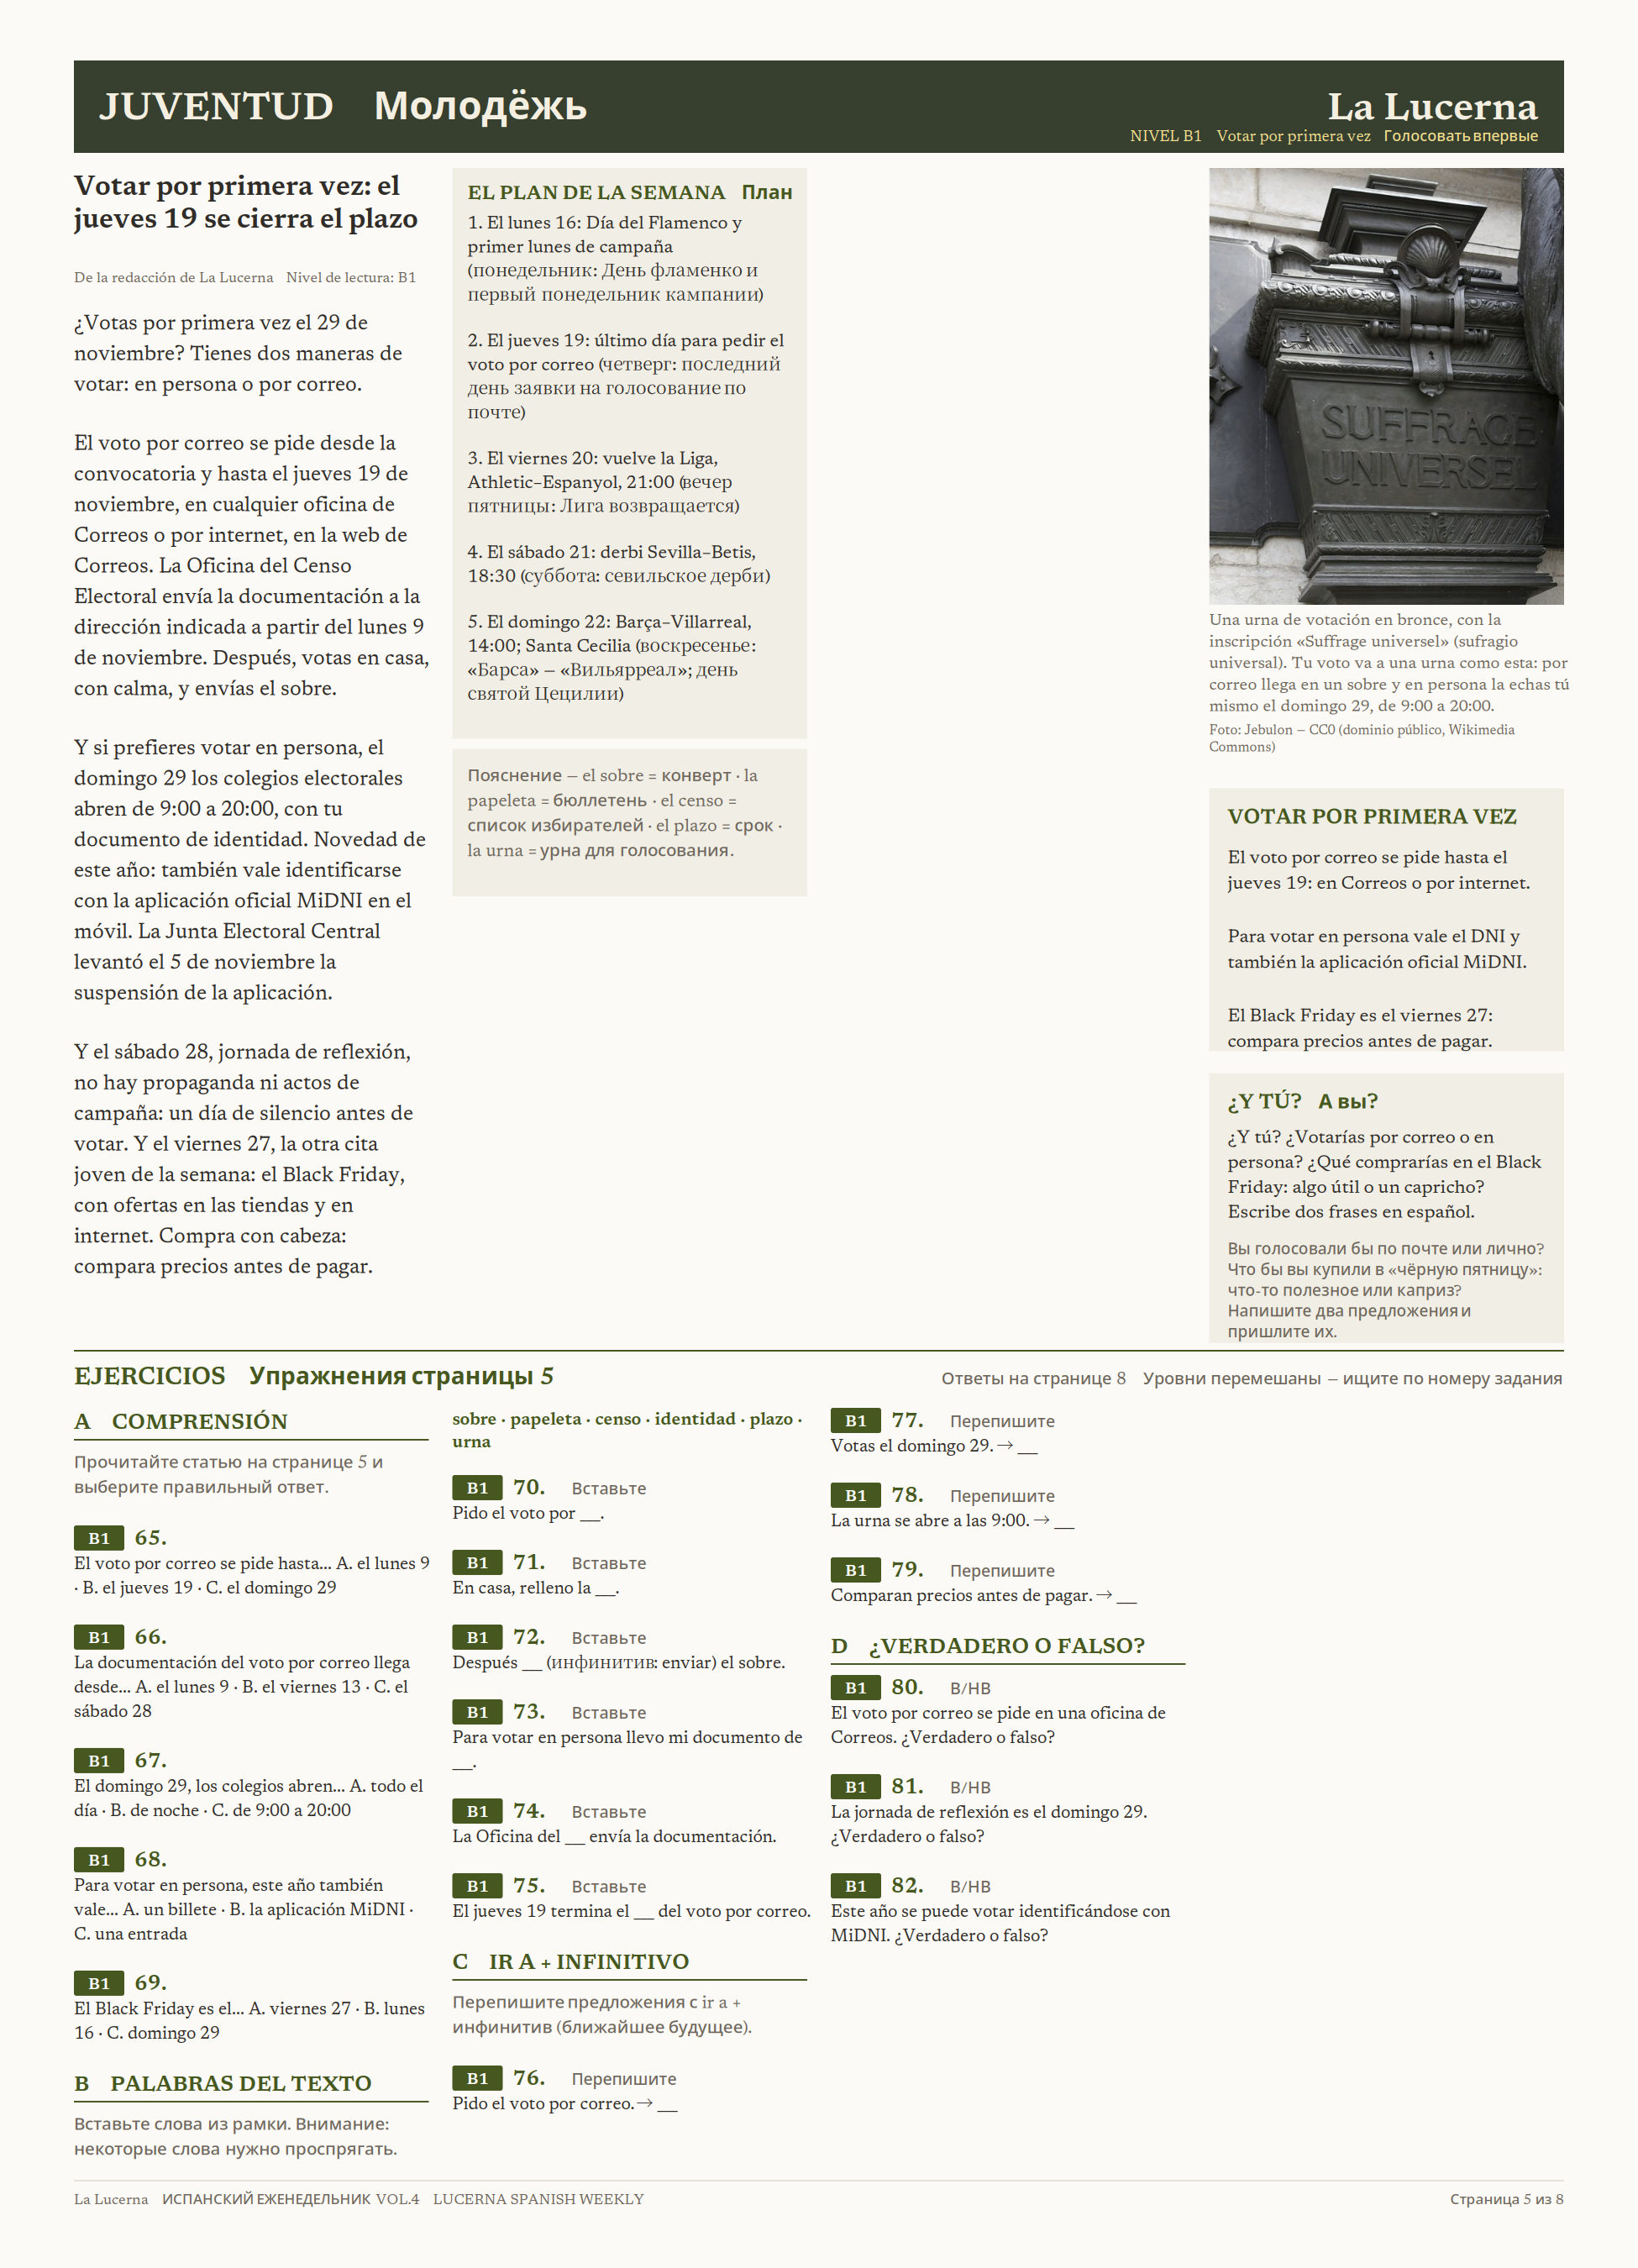 JUVENTUD Молодёжь
La Lucerna
NIVEL B1 Votar por primera vez Голосовать впервые
Votar por primera vez: el
jueves 19 se cierra el plazo
De la redacción de La Lucerna Nivel de lectura: B1
¿Votas por primera vez el 29 de
noviembre? Tienes dos maneras de
votar: en persona o por correo.
El voto por correo se pide desde la
convocatoria y hasta el jueves 19 de
noviembre, en cualquier oficina de
Correos o por internet, en la web de
Correos. La Oficina del Censo
Electoral envía la documentación a la
dirección indicada a partir del lunes 9
de noviembre. Después, votas en casa,
con calma, y envías el sobre.
Y si prefieres votar en persona, el
domingo 29 los colegios electorales
abren de 9:00 a 20:00, con tu
documento de identidad. Novedad de
este año: también vale identificarse
con la aplicación oficial MiDNI en el
móvil. La Junta Electoral Central
levantó el 5 de noviembre la
suspensión de la aplicación.
Y el sábado 28, jornada de reflexión,
no hay propaganda ni actos de
campaña: un día de silencio antes de
votar. Y el viernes 27, la otra cita
joven de la semana: el Black Friday,
con ofertas en las tiendas y en
internet. Compra con cabeza:
compara precios antes de pagar.
EL PLAN DE LA SEMANA План
1. El lunes 16: Día del Flamenco y
primer lunes de campaña
(понедельник: День фламенко и
первый понедельник кампании)
2. El jueves 19: último día para pedir el
voto por correo (четверг: последний
день заявки на голосование по
почте)
3. El viernes 20: vuelve la Liga,
Athletic–Espanyol, 21:00 (вечер
пятницы: Лига возвращается)
4. El sábado 21: derbi Sevilla–Betis,
18:30 (суббота: севильское дерби)
5. El domingo 22: Barça–Villarreal,
14:00; Santa Cecilia (воскресенье:
«Барса» — «Вильярреал»; день
святой Цецилии)
Пояснение — el sobre = конверт · la
papeleta = бюллетень · el censo =
список избирателей · el plazo = срок ·
la urna = урна для голосования.
SUFFRAGE
UNIVERSEL
Una urna de votación en bronce, con la
inscripción «Suffrage universel» (sufragio
universal). Tu voto va a una urna como esta: por
correo llega en un sobre y en persona la echas tú
mismo el domingo 29, de 9:00 a 20:00.
Foto: Jebulon — CC0 (dominio público, Wikimedia
Commons)
VOTAR POR PRIMERA VEZ
El voto por correo se pide hasta el
jueves 19: en Correos o por internet.
Para votar en persona vale el DNI y
también la aplicación oficial MiDNI.
El Black Friday es el viernes 27:
compara precios antes de pagar.
¿Y TÚ? А вы?
¿Y tú? ¿Votarías por correo o en
persona? ¿Qué comprarías en el Black
Friday: algo útil o un capricho?
Escribe dos frases en español.
Вы голосовали бы по почте или лично?
Что бы вы купили в «чёрную пятницу»:
что-то полезное или каприз?
Напишите два предложения и
пришлите их.
EJERCICIOS Упражнения страницы 5
Ответы на странице 8 Уровни перемешаны — ищите по номеру задания
A COMPRENSIÓN
Прочитайте статью на странице 5 и
выберите правильный ответ.
B1 65.
El voto por correo se pide hasta... A. el lunes 9
· B. el jueves 19 · C. el domingo 29
B1 66.
La documentación del voto por correo llega
desde... A. el lunes 9 · B. el viernes 13 · C. el
sábado 28
B1 67.
El domingo 29, los colegios abren... A. todo el
día · B. de noche · C. de 9:00 a 20:00
B1 68.
Para votar en persona, este año también
vale... A. un billete · B. la aplicación MiDNI ·
C. una entrada
B1 69.
El Black Friday es el... A. viernes 27 · B. lunes
16 · C. domingo 29
B PALABRAS DEL TEXTO
Вставьте слова из рамки. Внимание:
некоторые слова нужно проспрягать.
sobre · papeleta · censo · identidad · plazo ·
urna
B1 70. Вставьте
Pido el voto por __.
B1 71. Вставьте
En casa, relleno la __.
B1 72. Вставьте
Después __ (инфинитив: enviar) el sobre.
B1 73. Вставьте
Para votar en persona llevo mi documento de
__.
B1 74. Вставьте
La Oficina del __ envía la documentación.
B1 75. Вставьте
El jueves 19 termina el __ del voto por correo.
C IR A + INFINITIVO
Перепишите предложения с ir a +
инфинитив (ближайшее будущее).
B1 76. Перепишите
Pido el voto por correo. → __
B1 77. Перепишите
Votas el domingo 29. → __
B1 78. Перепишите
La urna se abre a las 9:00. → __
B1 79. Перепишите
Comparan precios antes de pagar. → __
D ¿VERDADERO O FALSO?
B1 80. В/НВ
El voto por correo se pide en una oficina de
Correos. ¿Verdadero o falso?
B1 81. В/НВ
La jornada de reflexión es el domingo 29.
¿Verdadero o falso?
B1 82. В/НВ
Este año se puede votar identificándose con
MiDNI. ¿Verdadero o falso?
La Lucerna ИСПАНСКИЙ ЕЖЕНЕДЕЛЬНИК VOL.4 LUCERNA SPANISH WEEKLY
Страница 5 из 8